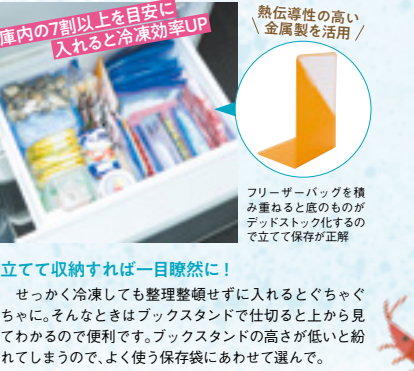 庫内の7割以上を目安に
入れると冷凍効率UP
熱伝導性の高い
金属製を活用
フリーザーバッグを積
み重ねると底のものが
デッドストック化するの
で立てて保存が正解
立てて収納すれば一目瞭然に!
せっかく冷凍しても整理整頓せずに入れるとぐちゃぐ
ちゃに。そんなときはブックスタンドで仕切ると上から見
てわかるので便利です。ブックスタンドの高さが低いと紛
れてしまうので、よく使う保存袋にあわせて選んで。